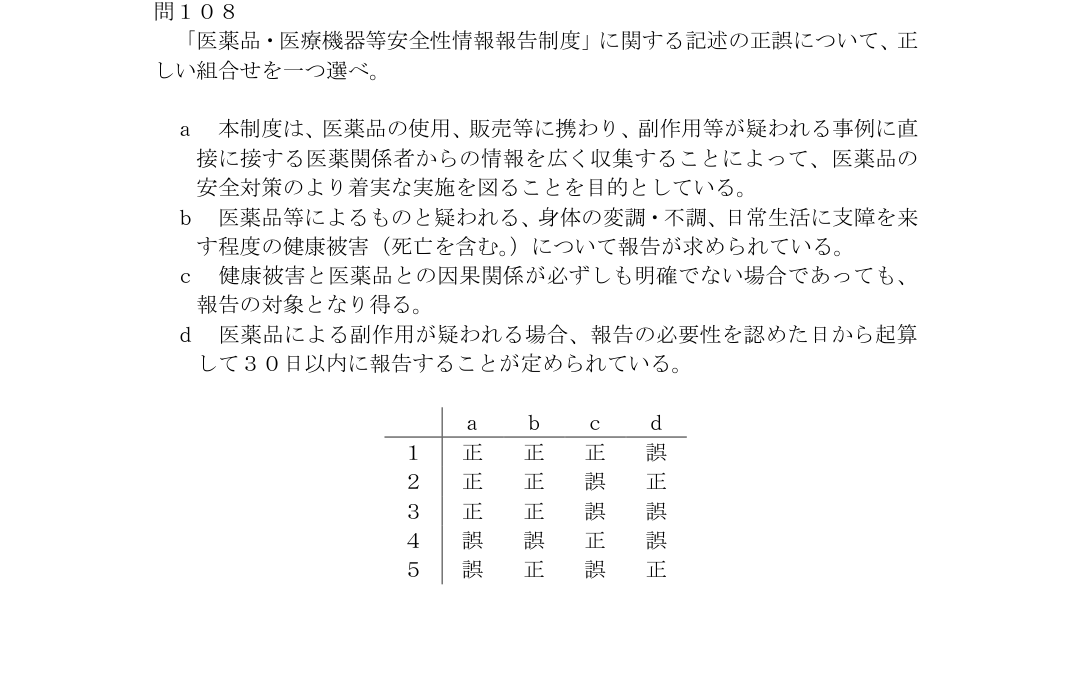 問１０８
「医薬品・医療機器等安全性情報報告制度」に関する記述の正誤について、正
しい組合せを一つ選べ。
ａ　本制度は、医薬品の使用、販売等に携わり、副作用等が疑われる事例に直
接に接する医薬関係者からの情報を広く収集することによって、医薬品の
安全対策のより着実な実施を図ることを目的としている。
ｂ　医薬品等によるものと疑われる、身体の変調・不調、日常生活に支障を来
す程度の健康被害（死亡を含む。）について報告が求められている。
ｃ　健康被害と医薬品との因果関係が必ずしも明確でない場合であっても、
報告の対象となり得る。
ｄ　医薬品による副作用が疑われる場合、報告の必要性を認めた日から起算
して３０日以内に報告することが定められている。
ａ　ｂ　ｃ　ｄ
１　正　正　正　誤
２　正　正　誤　正
３　正　正　誤　誤
４　誤　誤　正　誤
５　誤　正　誤　正